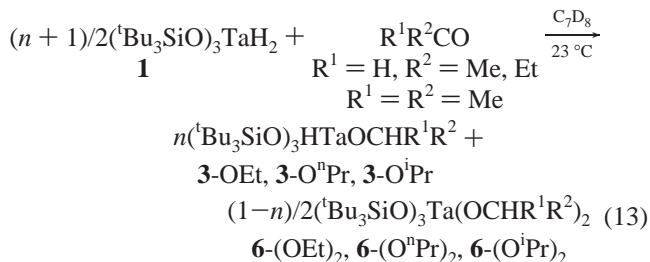 (n + 1)/2(ᵗBu₃SiO)₃TaH₂ + R¹R²CO C₇D₈ 23 °C
1 R¹ = H, R² = Me, Et
R¹ = R² = Me
n(ᵗBu₃SiO)₃HTaOCHR¹R² +
3-OEt, 3-OⁿPr, 3-OⁱPr
(1−n)/2(ᵗBu₃SiO)₃Ta(OCHR¹R²)₂ (13)
6-(OEt)₂, 6-(OⁿPr)₂, 6-(OⁱPr)₂